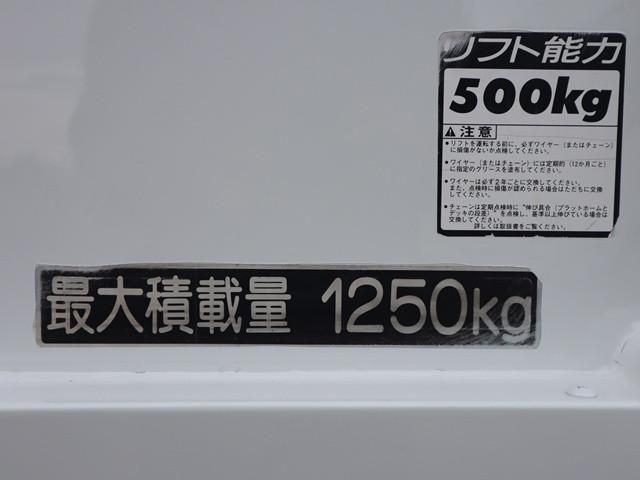 リフト能力
500kg
⚠注意
●リフトを運転する前に、必ずワイヤー(またはチェーン)
に損傷がないか点検してください。
●ワイヤー(またはチェーン)には定期的(12か月ごと)
に指定のグリースを塗布してください。
●ワイヤーは必ず2年ごとに交換してください。
また、点検時に損傷が認められる場合はただちに交換
してください。
●チェーンは定期点検時に“伸び具合(プラットホームと
デッキの段差)”を点検し、基準以上伸びている場合は
交換してください。
詳しくは取扱書をご覧ください。
最大積載量 1250kg